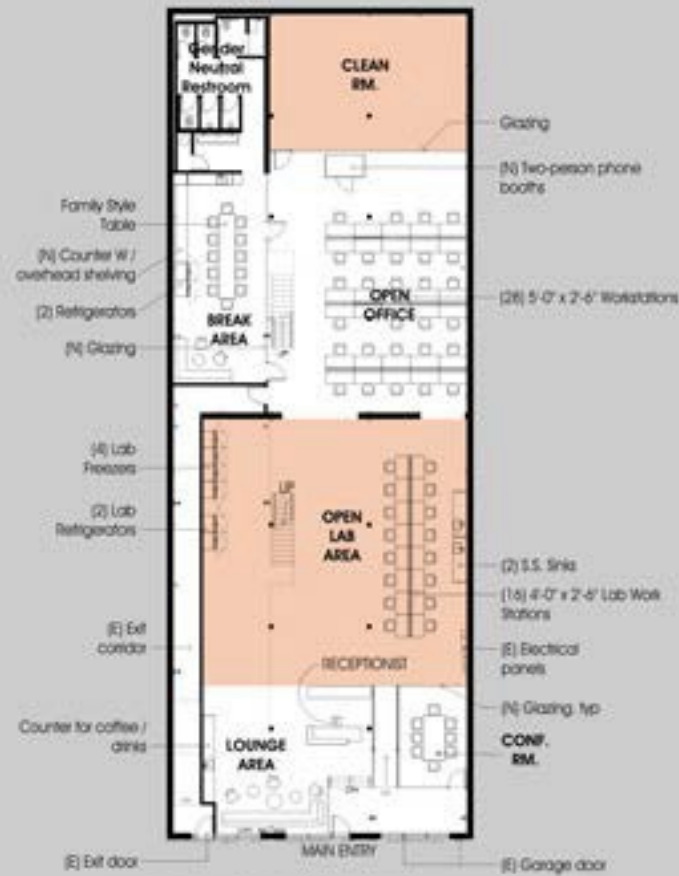 Gender
Neutral
Restroom
CLEAN
RM.
Glazing
(N) Two-person phone
booths
Family Style
Table
(N) Counter W /
overhead shelving
(2) Refrigerators
(N) Glazing
BREAK
AREA
OPEN
OFFICE
(28) 5'-0" x 2'-6" Workstations
(4) Lab
Freezers
(2) Lab
Refrigerators
UP
OPEN
LAB
AREA
(2) S.S. Sinks
(16) 4'-0" x 2'-6" Lab Work
Stations
(E) Exit
corridor
RECEPTIONIST
(E) Electrical
panels
(N) Glazing, typ
Counter for coffee /
drinks
LOUNGE
AREA
CONF.
RM.
MAIN ENTRY
(E) Exit door
(E) Garage door